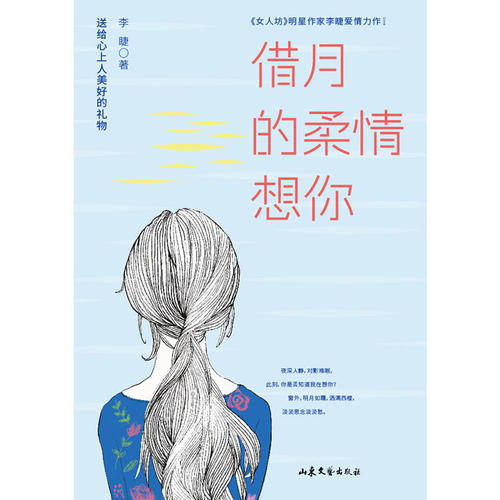 《女人坊》明星作家李睫爱情力作！
借月
的柔情
想你
李 睫〇著
送给心上人美好的礼物
夜深人静，对影难眠。
此刻，你是否知道我在想你？
窗外，明月如霜，洒满西楼，
淡淡思念淡淡愁。
山东文艺出版社